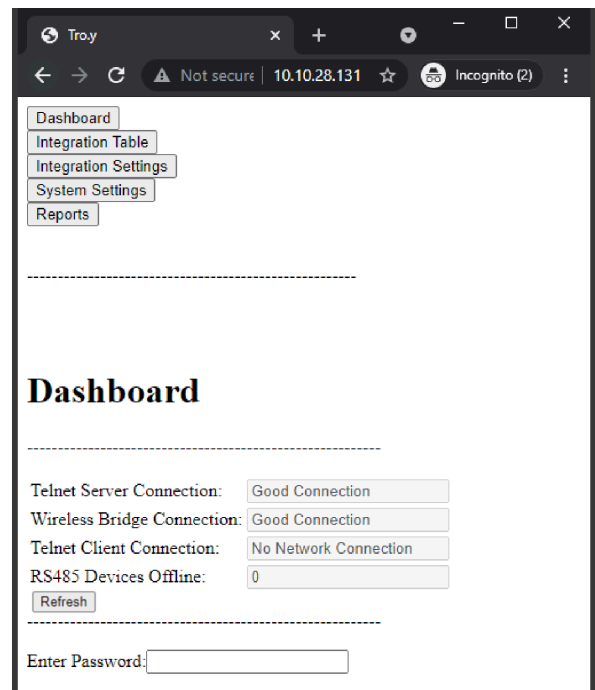 Tro.y
Not secure 10.10.28.131 Incognito (2)
Dashboard
Integration Table
Integration Settings
System Settings
Reports
------------------------------------------------------
Dashboard
----------------------------------------------------------
Telnet Server Connection: Good Connection
Wireless Bridge Connection: Good Connection
Telnet Client Connection: No Network Connection
RS485 Devices Offline: 0
Refresh
----------------------------------------------------------
Enter Password: